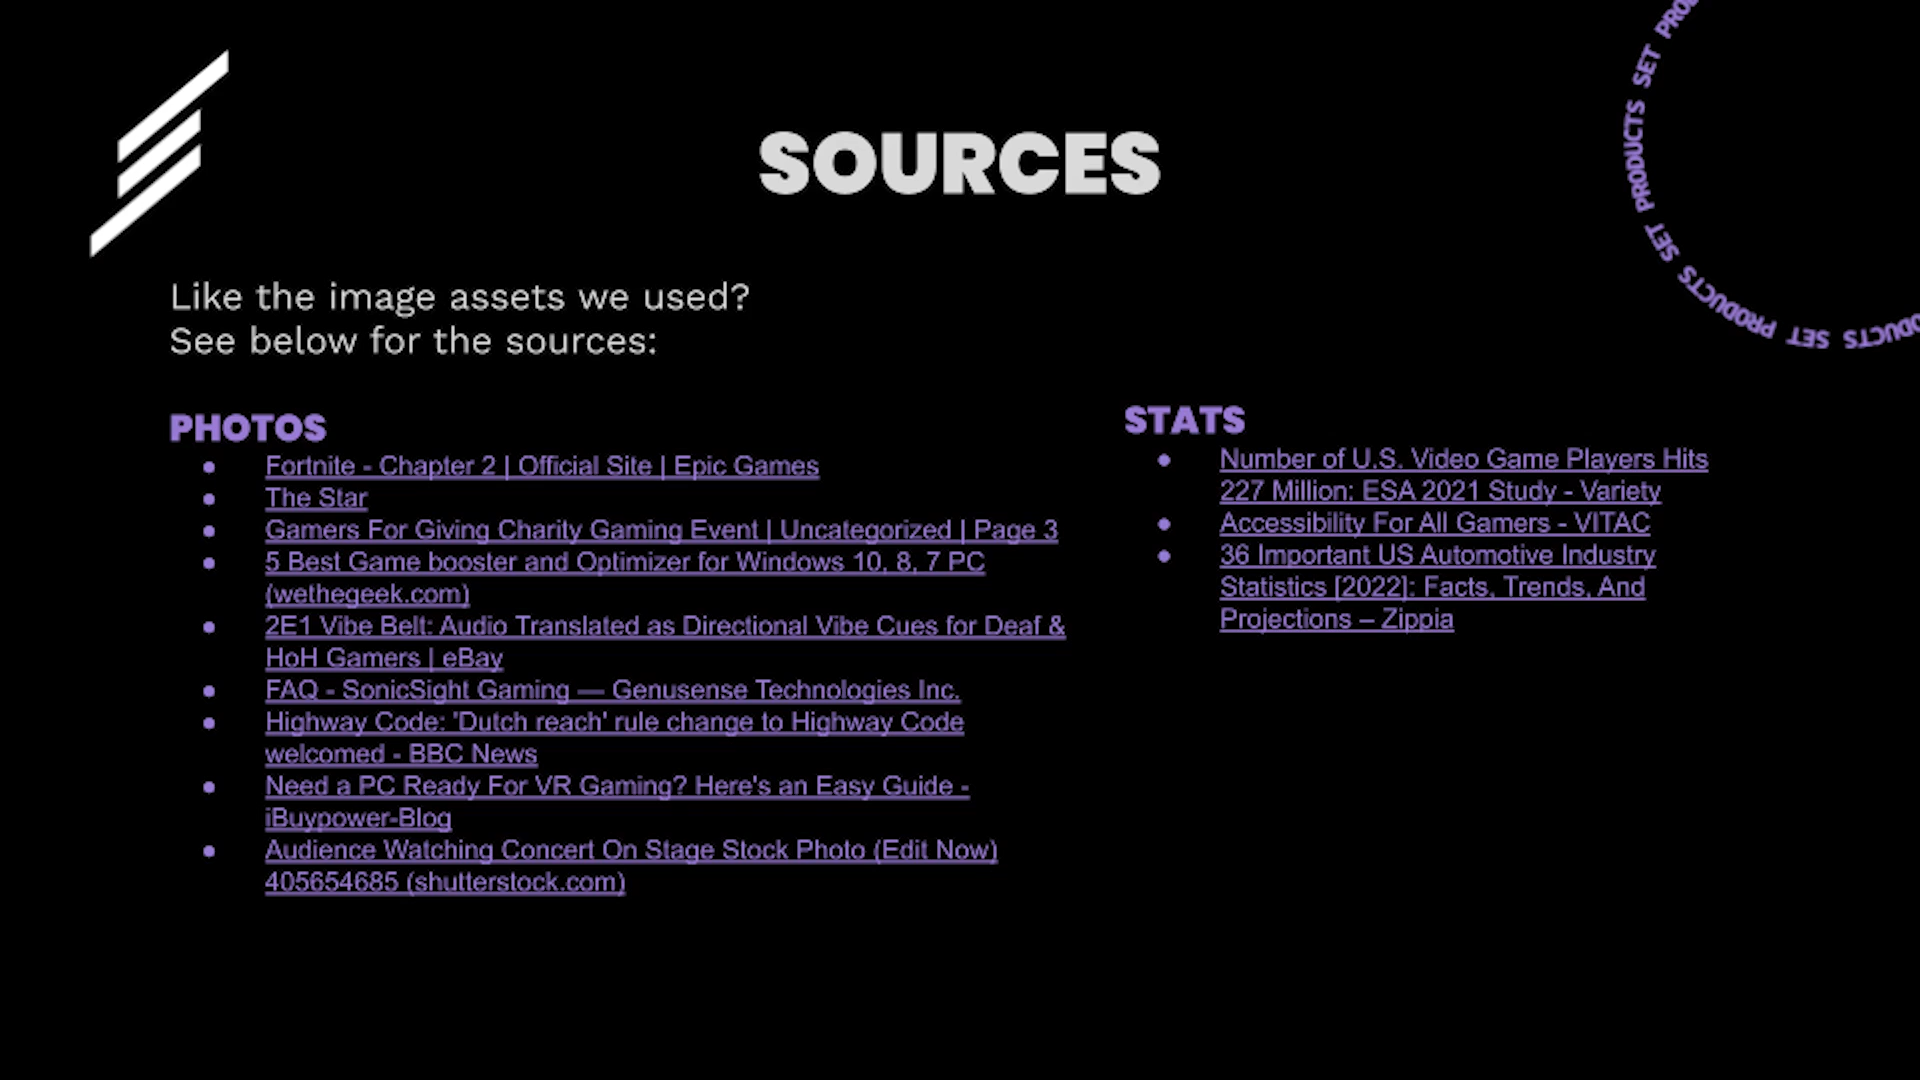 SOURCES
PRODUCTS SET PRODUCTS SET
Like the image assets we used?
See below for the sources:
PHOTOS
Fortnite - Chapter 2 | Official Site | Epic Games
The Star
Gamers For Giving Charity Gaming Event | Uncategorized | Page 3
5 Best Game booster and Optimizer for Windows 10, 8, 7 PC
(wethegeek.com)
2E1 Vibe Belt: Audio Translated as Directional Vibe Cues for Deaf &
HoH Gamers | eBay
FAQ - SonicSight Gaming — Genusense Technologies Inc.
Highway Code: 'Dutch reach' rule change to Highway Code
welcomed - BBC News
Need a PC Ready For VR Gaming? Here's an Easy Guide -
iBuypower-Blog
Audience Watching Concert On Stage Stock Photo (Edit Now)
405654685 (shutterstock.com)
STATS
Number of U.S. Video Game Players Hits
227 Million: ESA 2021 Study - Variety
Accessibility For All Gamers - VITAC
36 Important US Automotive Industry
Statistics [2022]: Facts, Trends, And
Projections – Zippia